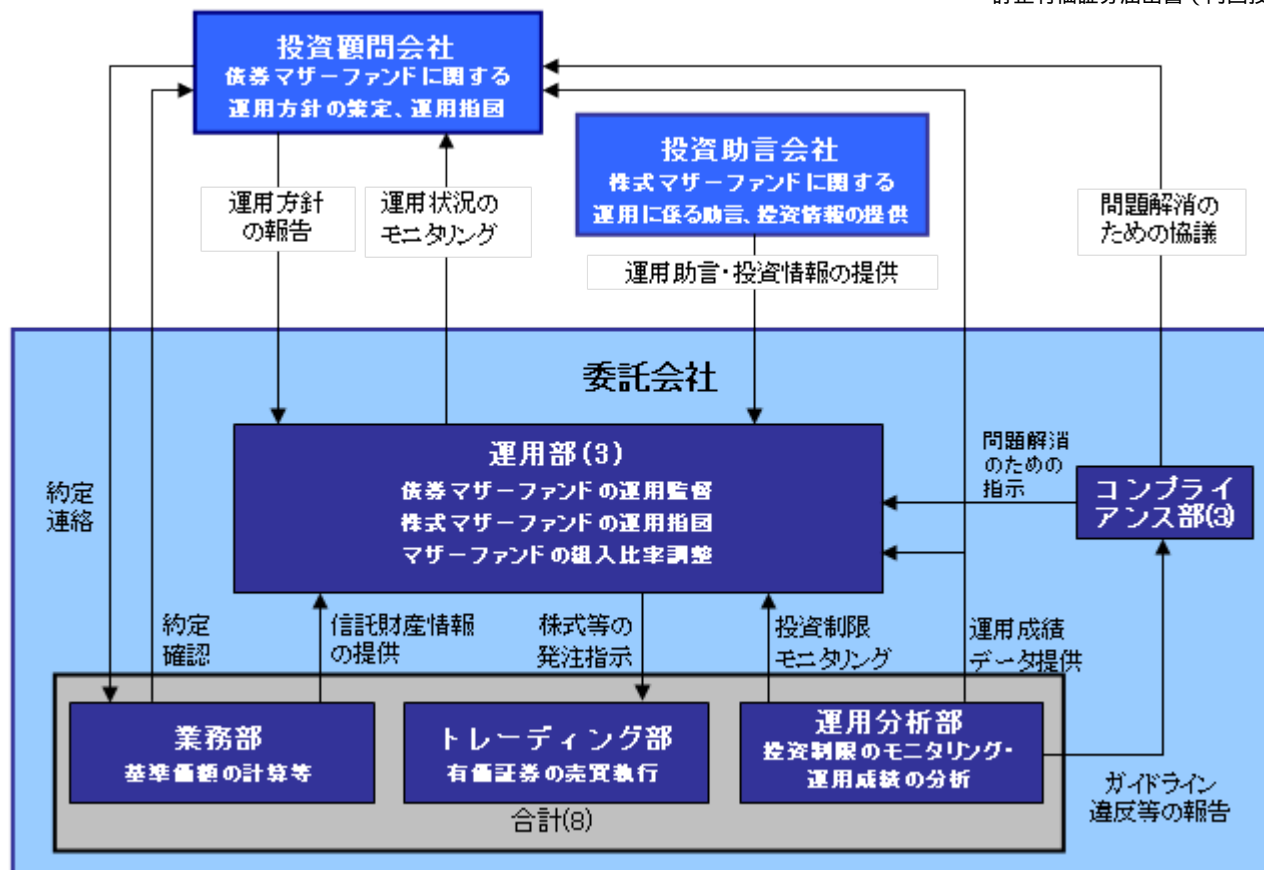 投資顧問会社
債券マザーファンドに関する
運用方針の策定、運用指図
投資助言会社
株式マザーファンドに関する
運用に係る助言、投資情報の提供
運用方針
の報告
運用状況の
モニタリング
運用助言・投資情報の提供
問題解消の
ための協議
委託会社
運用部(3)
債券マザーファンドの運用監督
株式マザーファンドの運用指図
マザーファンドの組入比率調整
問題解消
のための
指示
コンプライ
アンス部(3)
約定
連絡
約定
確認
信託財産情報
の提供
株式等の
発注指示
投資制限
モニタリング
運用成績
データ提供
業務部
基準価額の計算等
トレーディング部
有価証券の売買執行
運用分析部
投資制限のモニタリング・
運用成績の分析
合計(8)
ガイドライン
違反等の報告